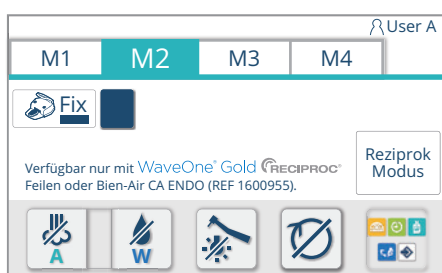 User A
M1 M2 M3 M4
Fix
Verfügbar nur mit WaveOne® Gold RECIPROC®
Feilen oder Bien-Air CA ENDO (REF 1600955).
Reziprok
Modus
A W